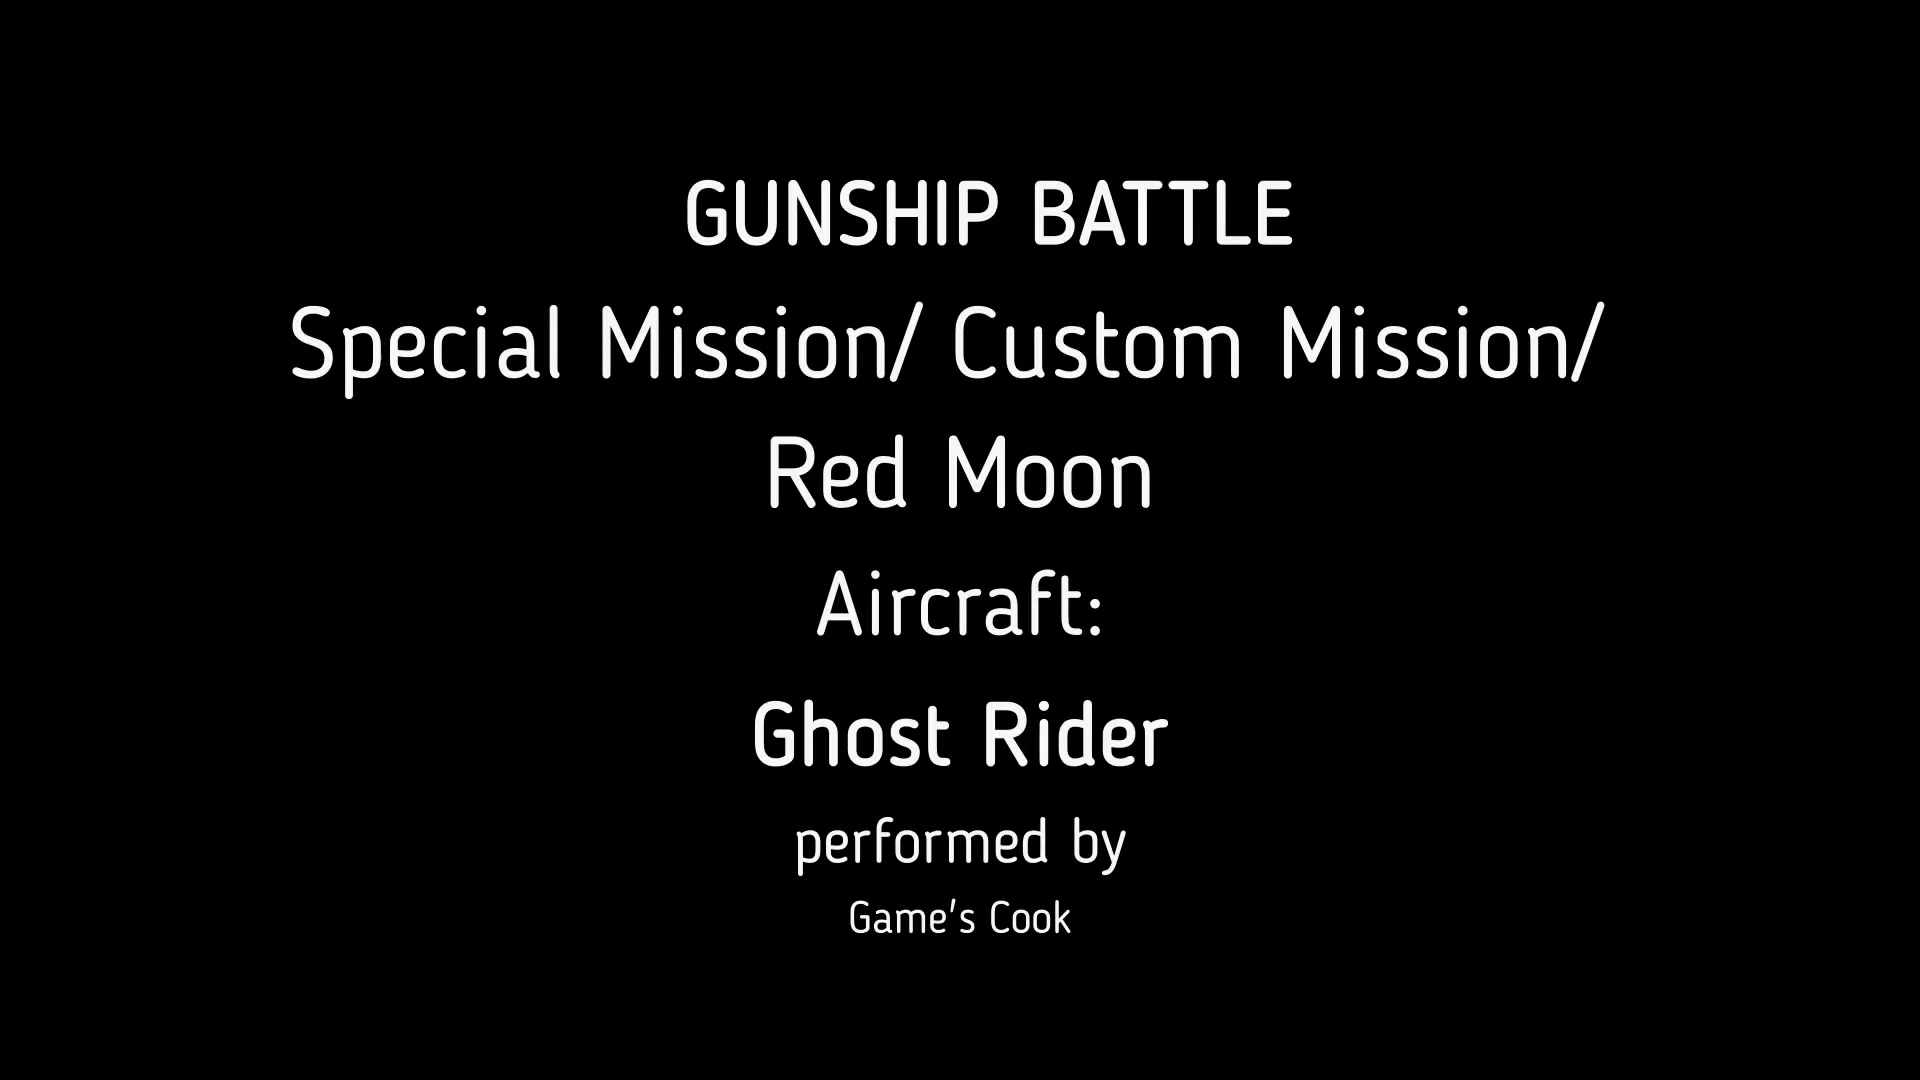 GUNSHIP BATTLE
Special Mission/ Custom Mission/
Red Moon
Aircraft:
Ghost Rider
performed by
Game's Cook